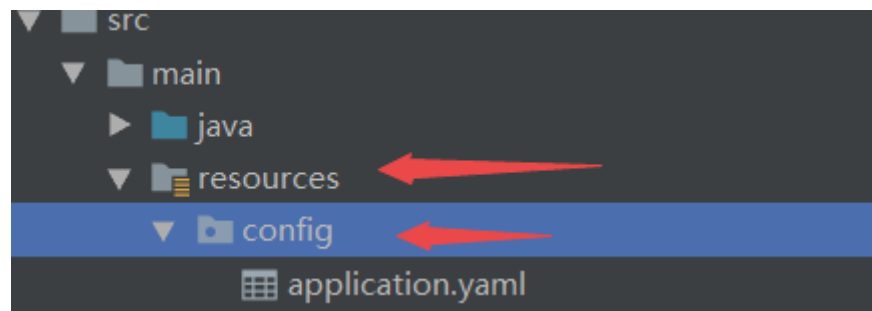 src
main
java
resources
config
application.yaml